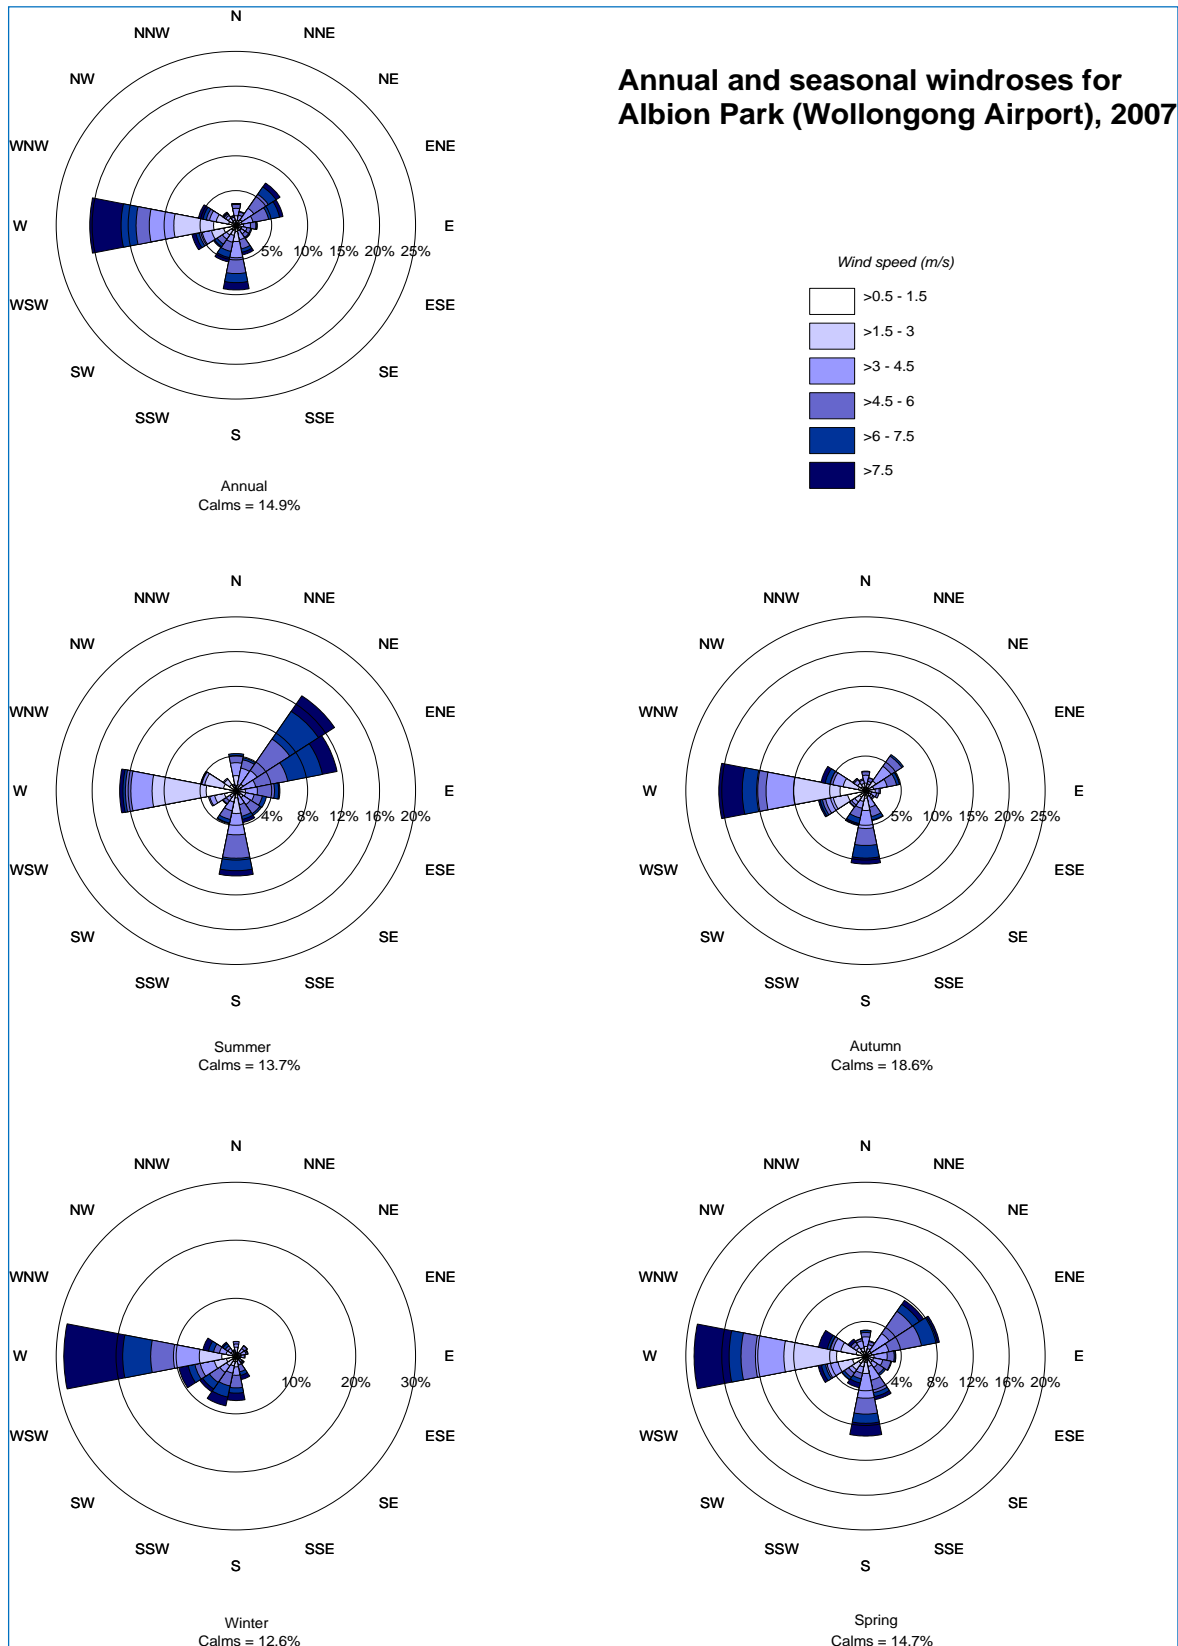 Annual and seasonal windroses for
Albion Park (Wollongong Airport), 2007
N
NNW NNE
NW NE
WNW ENE
W E
5% 10% 15% 20% 25%
WSW ESE
SW SE
SSW SSE
S
Annual
Calms = 14.9%
Wind speed (m/s)
>0.5 - 1.5
>1.5 - 3
>3 - 4.5
>4.5 - 6
>6 - 7.5
>7.5
N
NNW NNE
NW NE
WNW ENE
W E
4% 8% 12% 16% 20%
WSW ESE
SW SE
SSW SSE
S
Summer
Calms = 13.7%
N
NNW NNE
NW NE
WNW ENE
W E
5% 10% 15% 20% 25%
WSW ESE
SW SE
SSW SSE
S
Autumn
Calms = 18.6%
N
NNW NNE
NW NE
WNW ENE
W E
10% 20% 30%
WSW ESE
SW SE
SSW SSE
S
Winter
Calms = 12.6%
N
NNW NNE
NW NE
WNW ENE
W E
4% 8% 12% 16% 20%
WSW ESE
SW SE
SSW SSE
S
Spring
Calms = 14.7%